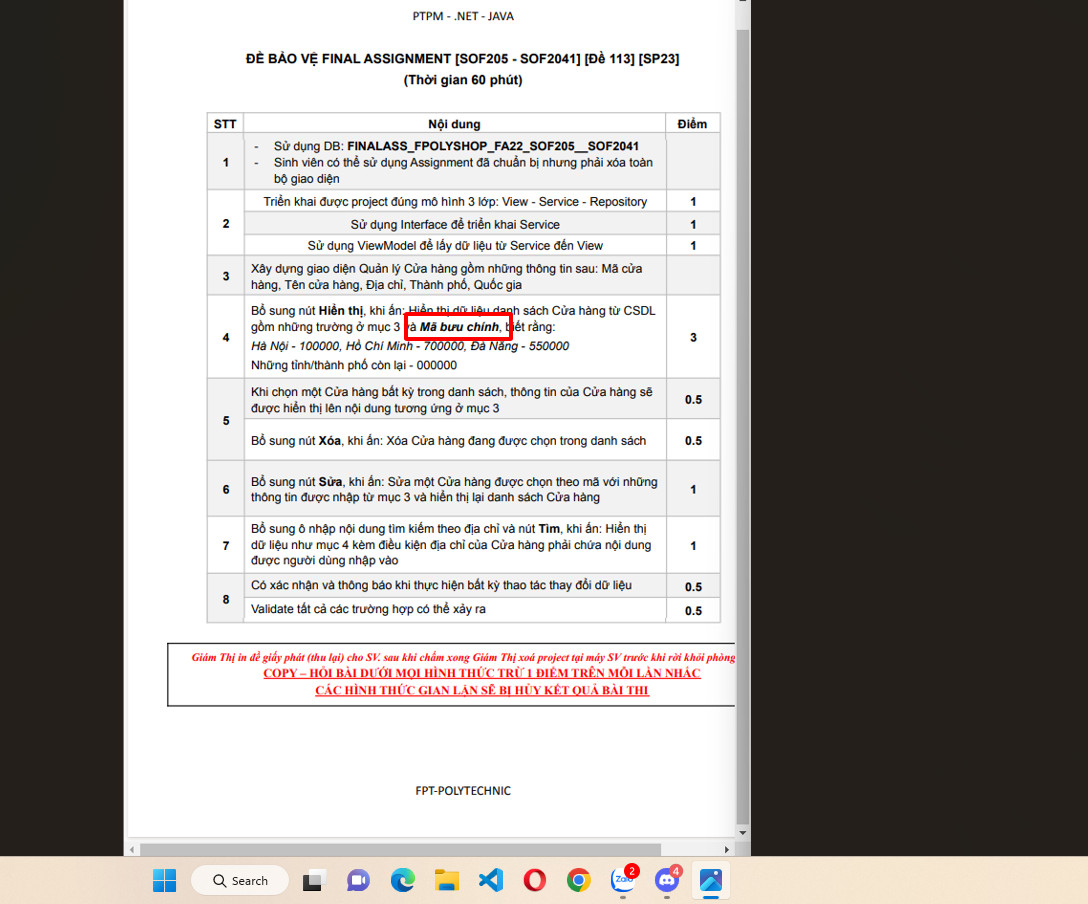 PTPM - .NET - JAVA
ĐỀ BẢO VỆ FINAL ASSIGNMENT [SOF205 - SOF2041] [Đề 113] [SP23]
(Thời gian 60 phút)
STT Nội dung Điểm
1
- Sử dụng DB: FINALASS_FPOLYSHOP_FA22_SOF205__SOF2041
- Sinh viên có thể sử dụng Assignment đã chuẩn bị nhưng phải xóa toàn
bộ giao diện
2
Triển khai được project đúng mô hình 3 lớp: View - Service - Repository 1
Sử dụng Interface để triển khai Service 1
Sử dụng ViewModel để lấy dữ liệu từ Service đến View 1
3
Xây dựng giao diện Quản lý Cửa hàng gồm những thông tin sau: Mã cửa
hàng, Tên cửa hàng, Địa chỉ, Thành phố, Quốc gia
4
Bổ sung nút Hiển thị, khi ấn: Hiển thị dữ liệu danh sách Cửa hàng từ CSDL
gồm những trường ở mục 3 và Mã bưu chính, biết rằng:
Hà Nội - 100000, Hồ Chí Minh - 700000, Đà Nẵng - 550000
Những tỉnh/thành phố còn lại - 000000
3
5
Khi chọn một Cửa hàng bất kỳ trong danh sách, thông tin của Cửa hàng sẽ
được hiển thị lên nội dung tương ứng ở mục 3
0.5
Bổ sung nút Xóa, khi ấn: Xóa Cửa hàng đang được chọn trong danh sách 0.5
6
Bổ sung nút Sửa, khi ấn: Sửa một Cửa hàng được chọn theo mã với những
thông tin được nhập từ mục 3 và hiển thị lại danh sách Cửa hàng
1
7
Bổ sung ô nhập nội dung tìm kiếm theo địa chỉ và nút Tìm, khi ấn: Hiển thị
dữ liệu như mục 4 kèm điều kiện địa chỉ của Cửa hàng phải chứa nội dung
được người dùng nhập vào
1
8
Có xác nhận và thông báo khi thực hiện bất kỳ thao tác thay đổi dữ liệu 0.5
Validate tất cả các trường hợp có thể xảy ra 0.5
Giám Thị in đề giấy phát (thu lại) cho SV. sau khi chấm xong Giám Thị xoá project tại máy SV trước khi rời khỏi phòng
COPY – HỎI BÀI DƯỚI MỌI HÌNH THỨC TRỪ 1 ĐIỂM TRÊN MỖI LẦN NHẮC
CÁC HÌNH THỨC GIAN LẬN SẼ BỊ HỦY KẾT QUẢ BÀI THI
FPT-POLYTECHNIC
Search
Zalo
2
4